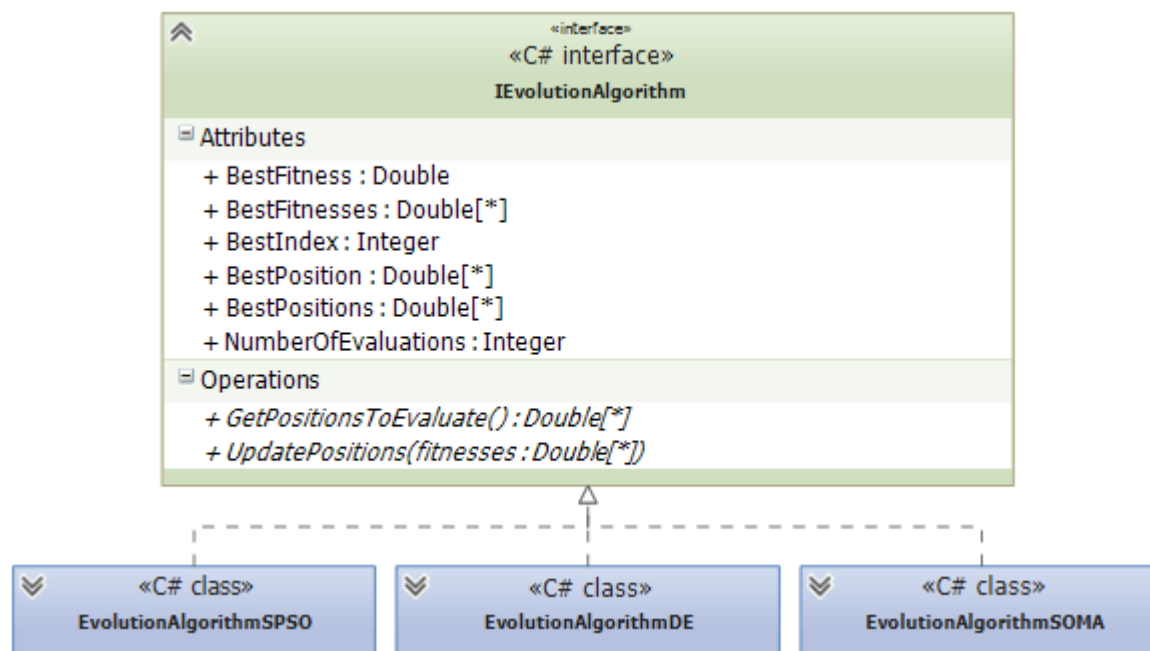 «interface»
«C# interface»
IEvolutionAlgorithm
Attributes
+ BestFitness : Double
+ BestFitnesses : Double[*]
+ BestIndex : Integer
+ BestPosition : Double[*]
+ BestPositions : Double[*]
+ NumberOfEvaluations : Integer
Operations
+ GetPositionsToEvaluate() : Double[*]
+ UpdatePositions(fitnesses : Double[*])
«C# class»
EvolutionAlgorithmSPSO
«C# class»
EvolutionAlgorithmDE
«C# class»
EvolutionAlgorithmSOMA